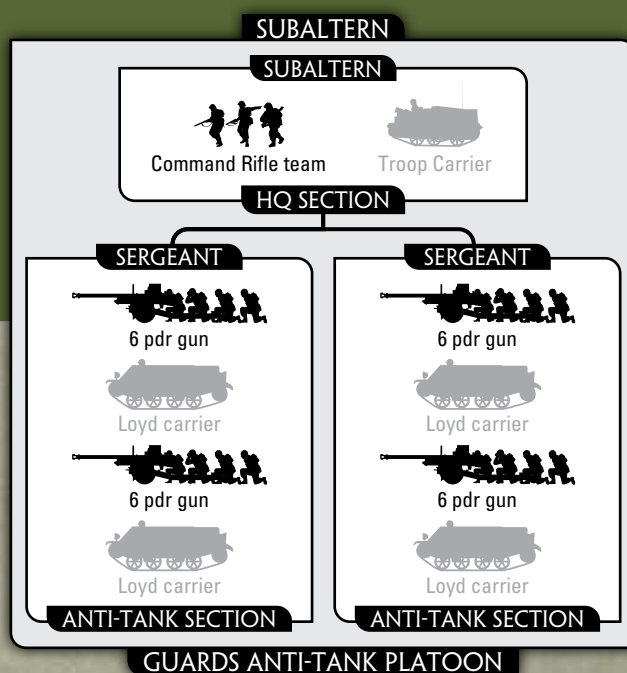 SUBALTERN
SUBALTERN
Command Rifle team
Troop Carrier
HQ SECTION
SERGEANT
6 pdr gun
Loyd carrier
6 pdr gun
Loyd carrier
ANTI-TANK SECTION
SERGEANT
6 pdr gun
Loyd carrier
6 pdr gun
Loyd carrier
ANTI-TANK SECTION
GUARDS ANTI-TANK PLATOON